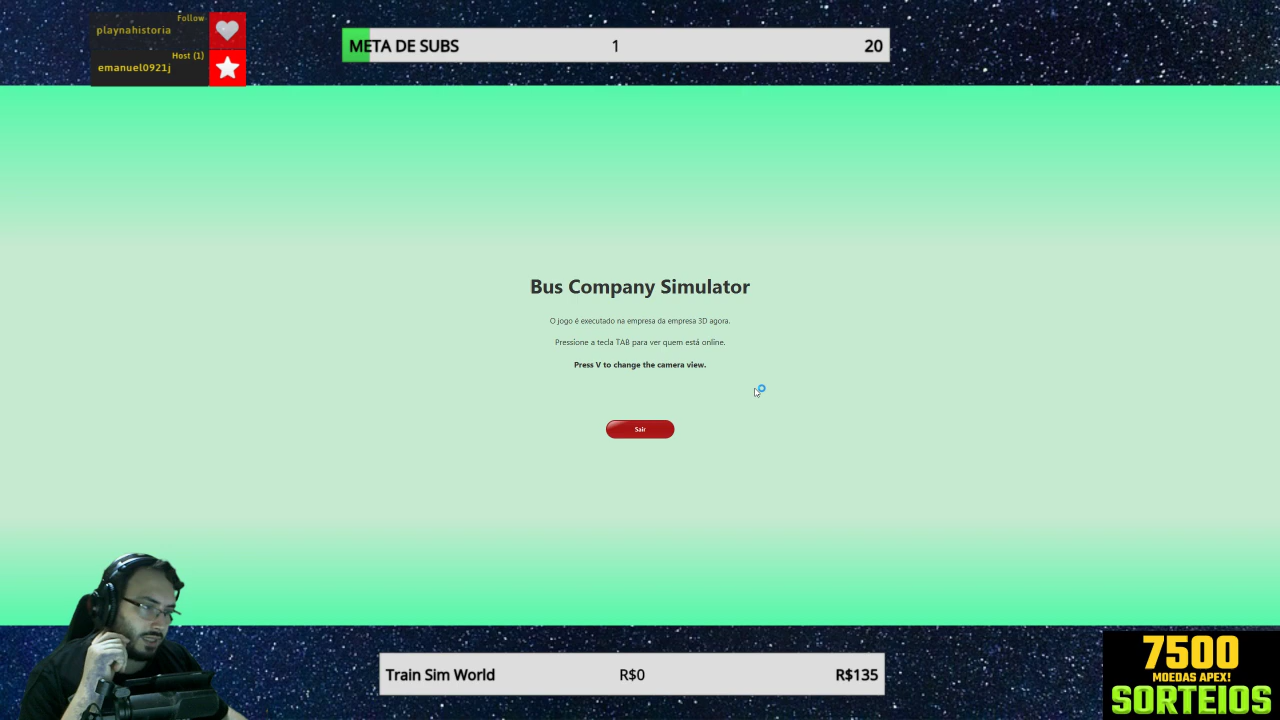 Follow
playnahistoria
Host (1)
emanuel0921j
META DE SUBS 1 20
Bus Company Simulator
O jogo é executado na empresa da empresa 3D agora.
Pressione a tecla TAB para ver quem está online.
Press V to change the camera view.
Sair
Train Sim World R$0 R$135
7500
MOEDAS APEX!
SORTEIOS